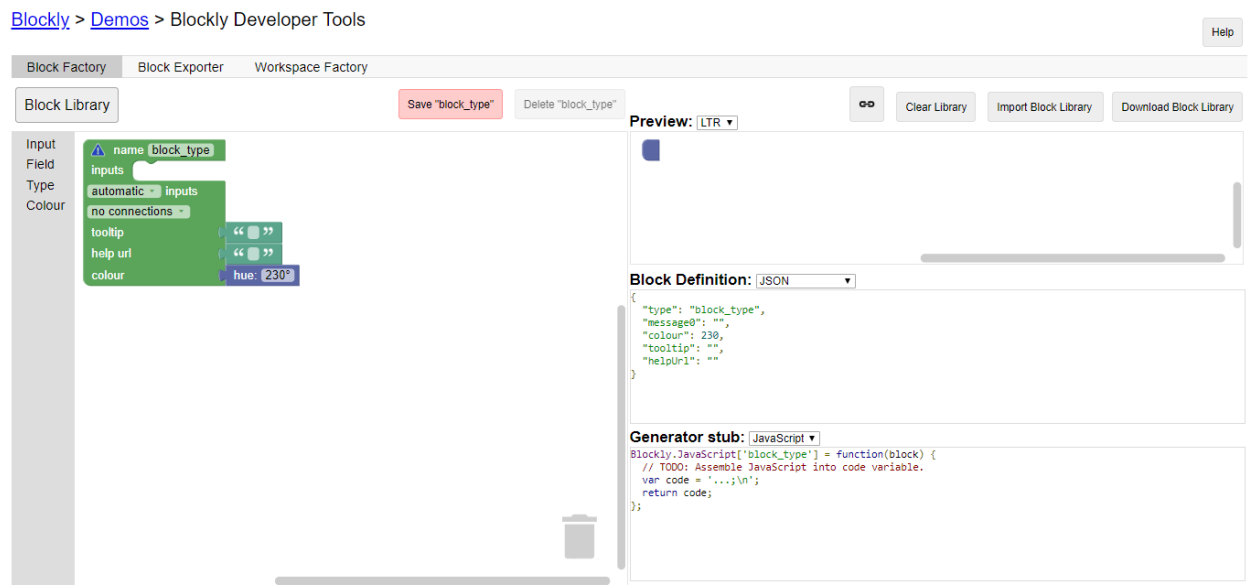 Blockly > Demos > Blockly Developer Tools
Help
Block Factory Block Exporter Workspace Factory
Block Library
Save "block_type"
Delete "block_type"
Clear Library
Import Block Library
Download Block Library
Input
Field
Type
Colour
name block_type
inputs
automatic inputs
no connections
tooltip “ ”
help url “ ”
colour hue: 230°
Preview: LTR
Block Definition: JSON
{
"type": "block_type",
"message0": "",
"colour": 230,
"tooltip": "",
"helpUrl": ""
}
Generator stub: JavaScript
Blockly.JavaScript['block_type'] = function(block) {
// TODO: Assemble JavaScript into code variable.
var code = '...;\n';
return code;
};